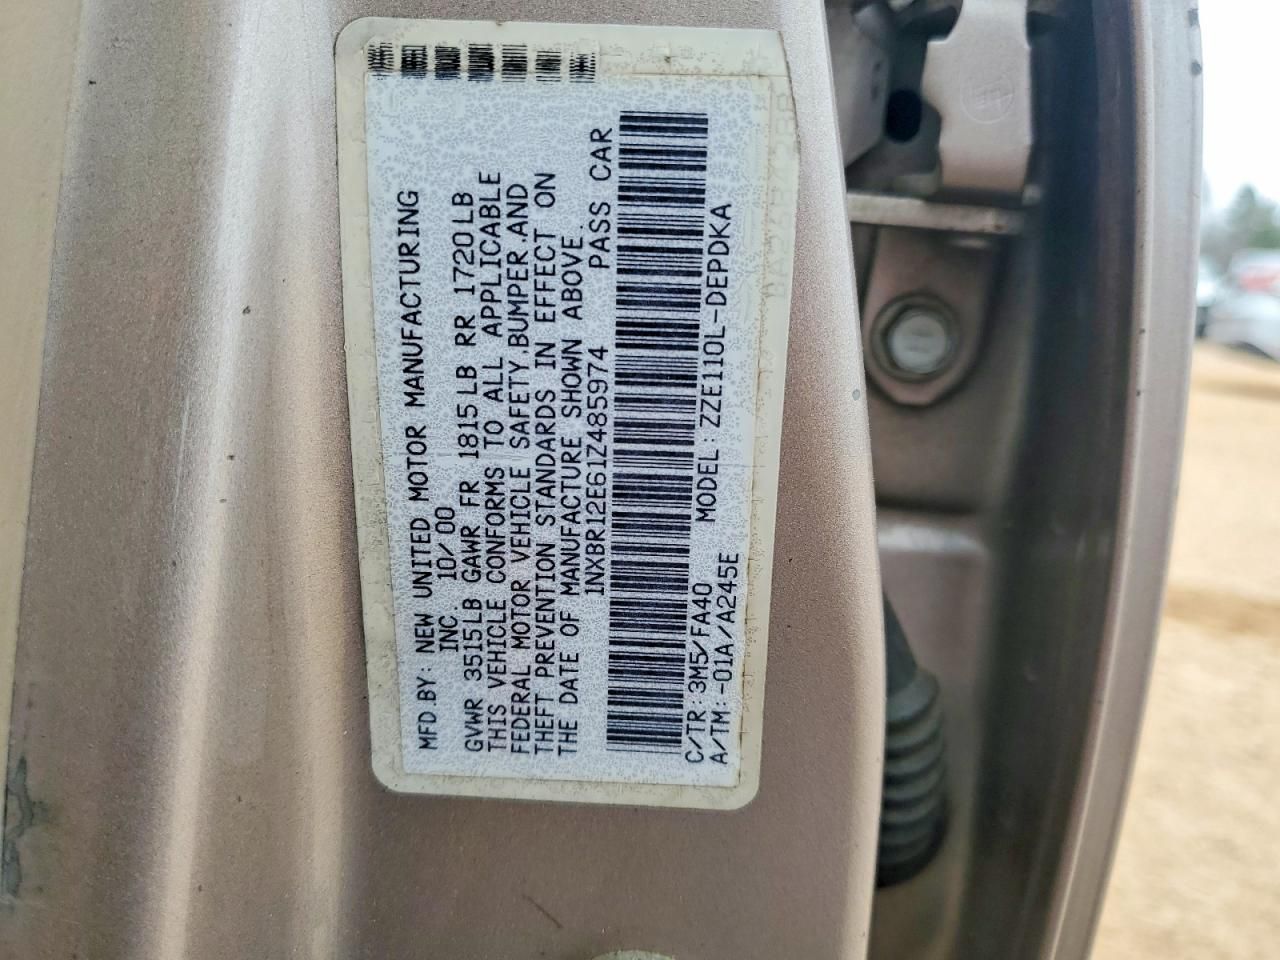 MFD.BY: NEW UNITED MOTOR MANUFACTURING
INC. 10/00
GVWR 3515LB GAWR FR 1815LB RR 1720LB
THIS VEHICLE CONFORMS TO ALL APPLICABLE
FEDERAL MOTOR VEHICLE SAFETY,BUMPER,AND
THEFT PREVENTION STANDARDS IN EFFECT ON
THE DATE OF MANUFACTURE SHOWN ABOVE.
1NXBR12E61Z485974 PASS CAR
C/TR:3M5/FA40 MODEL:ZZE110L-DEPDKA
A/TM:-01A/A245E